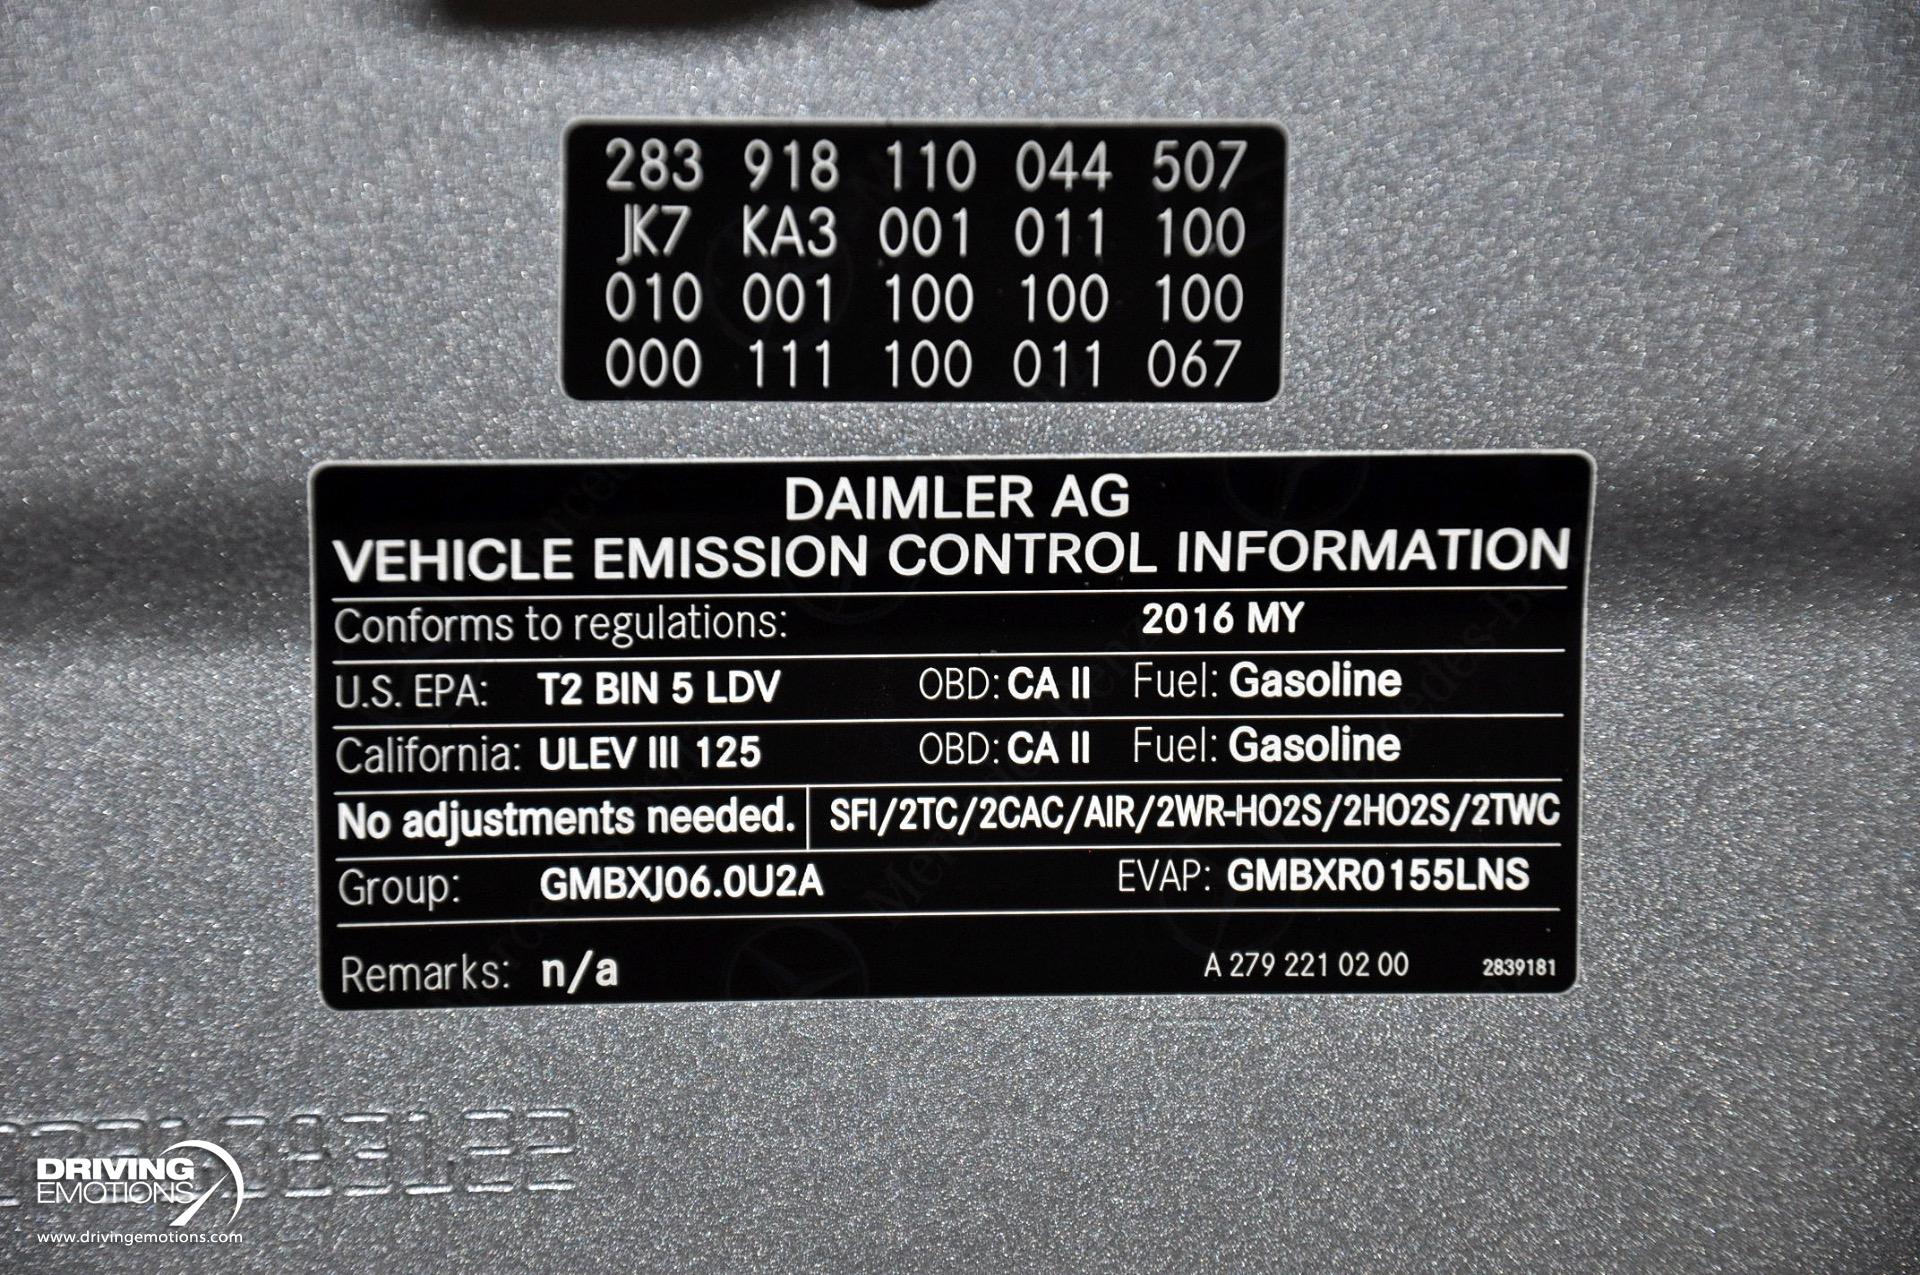 283 918 110 044 507
JK7 KA3 001 011 100
010 001 100 100 100
000 111 100 011 067
DAIMLER AG
VEHICLE EMISSION CONTROL INFORMATION
Conforms to regulations: 2016 MY
U.S. EPA: T2 BIN 5 LDV OBD: CA II Fuel: Gasoline
California: ULEV III 125 OBD: CA II Fuel: Gasoline
No adjustments needed. SFI/2TC/2CAC/AIR/2WR-HO2S/2HO2S/2TWC
Group: GMBXJ06.0U2A EVAP: GMBXR0155LNS
Remarks: n/a A 279 221 02 00 2839181
DRIVING
EMOTIONS
www.drivingemotions.com